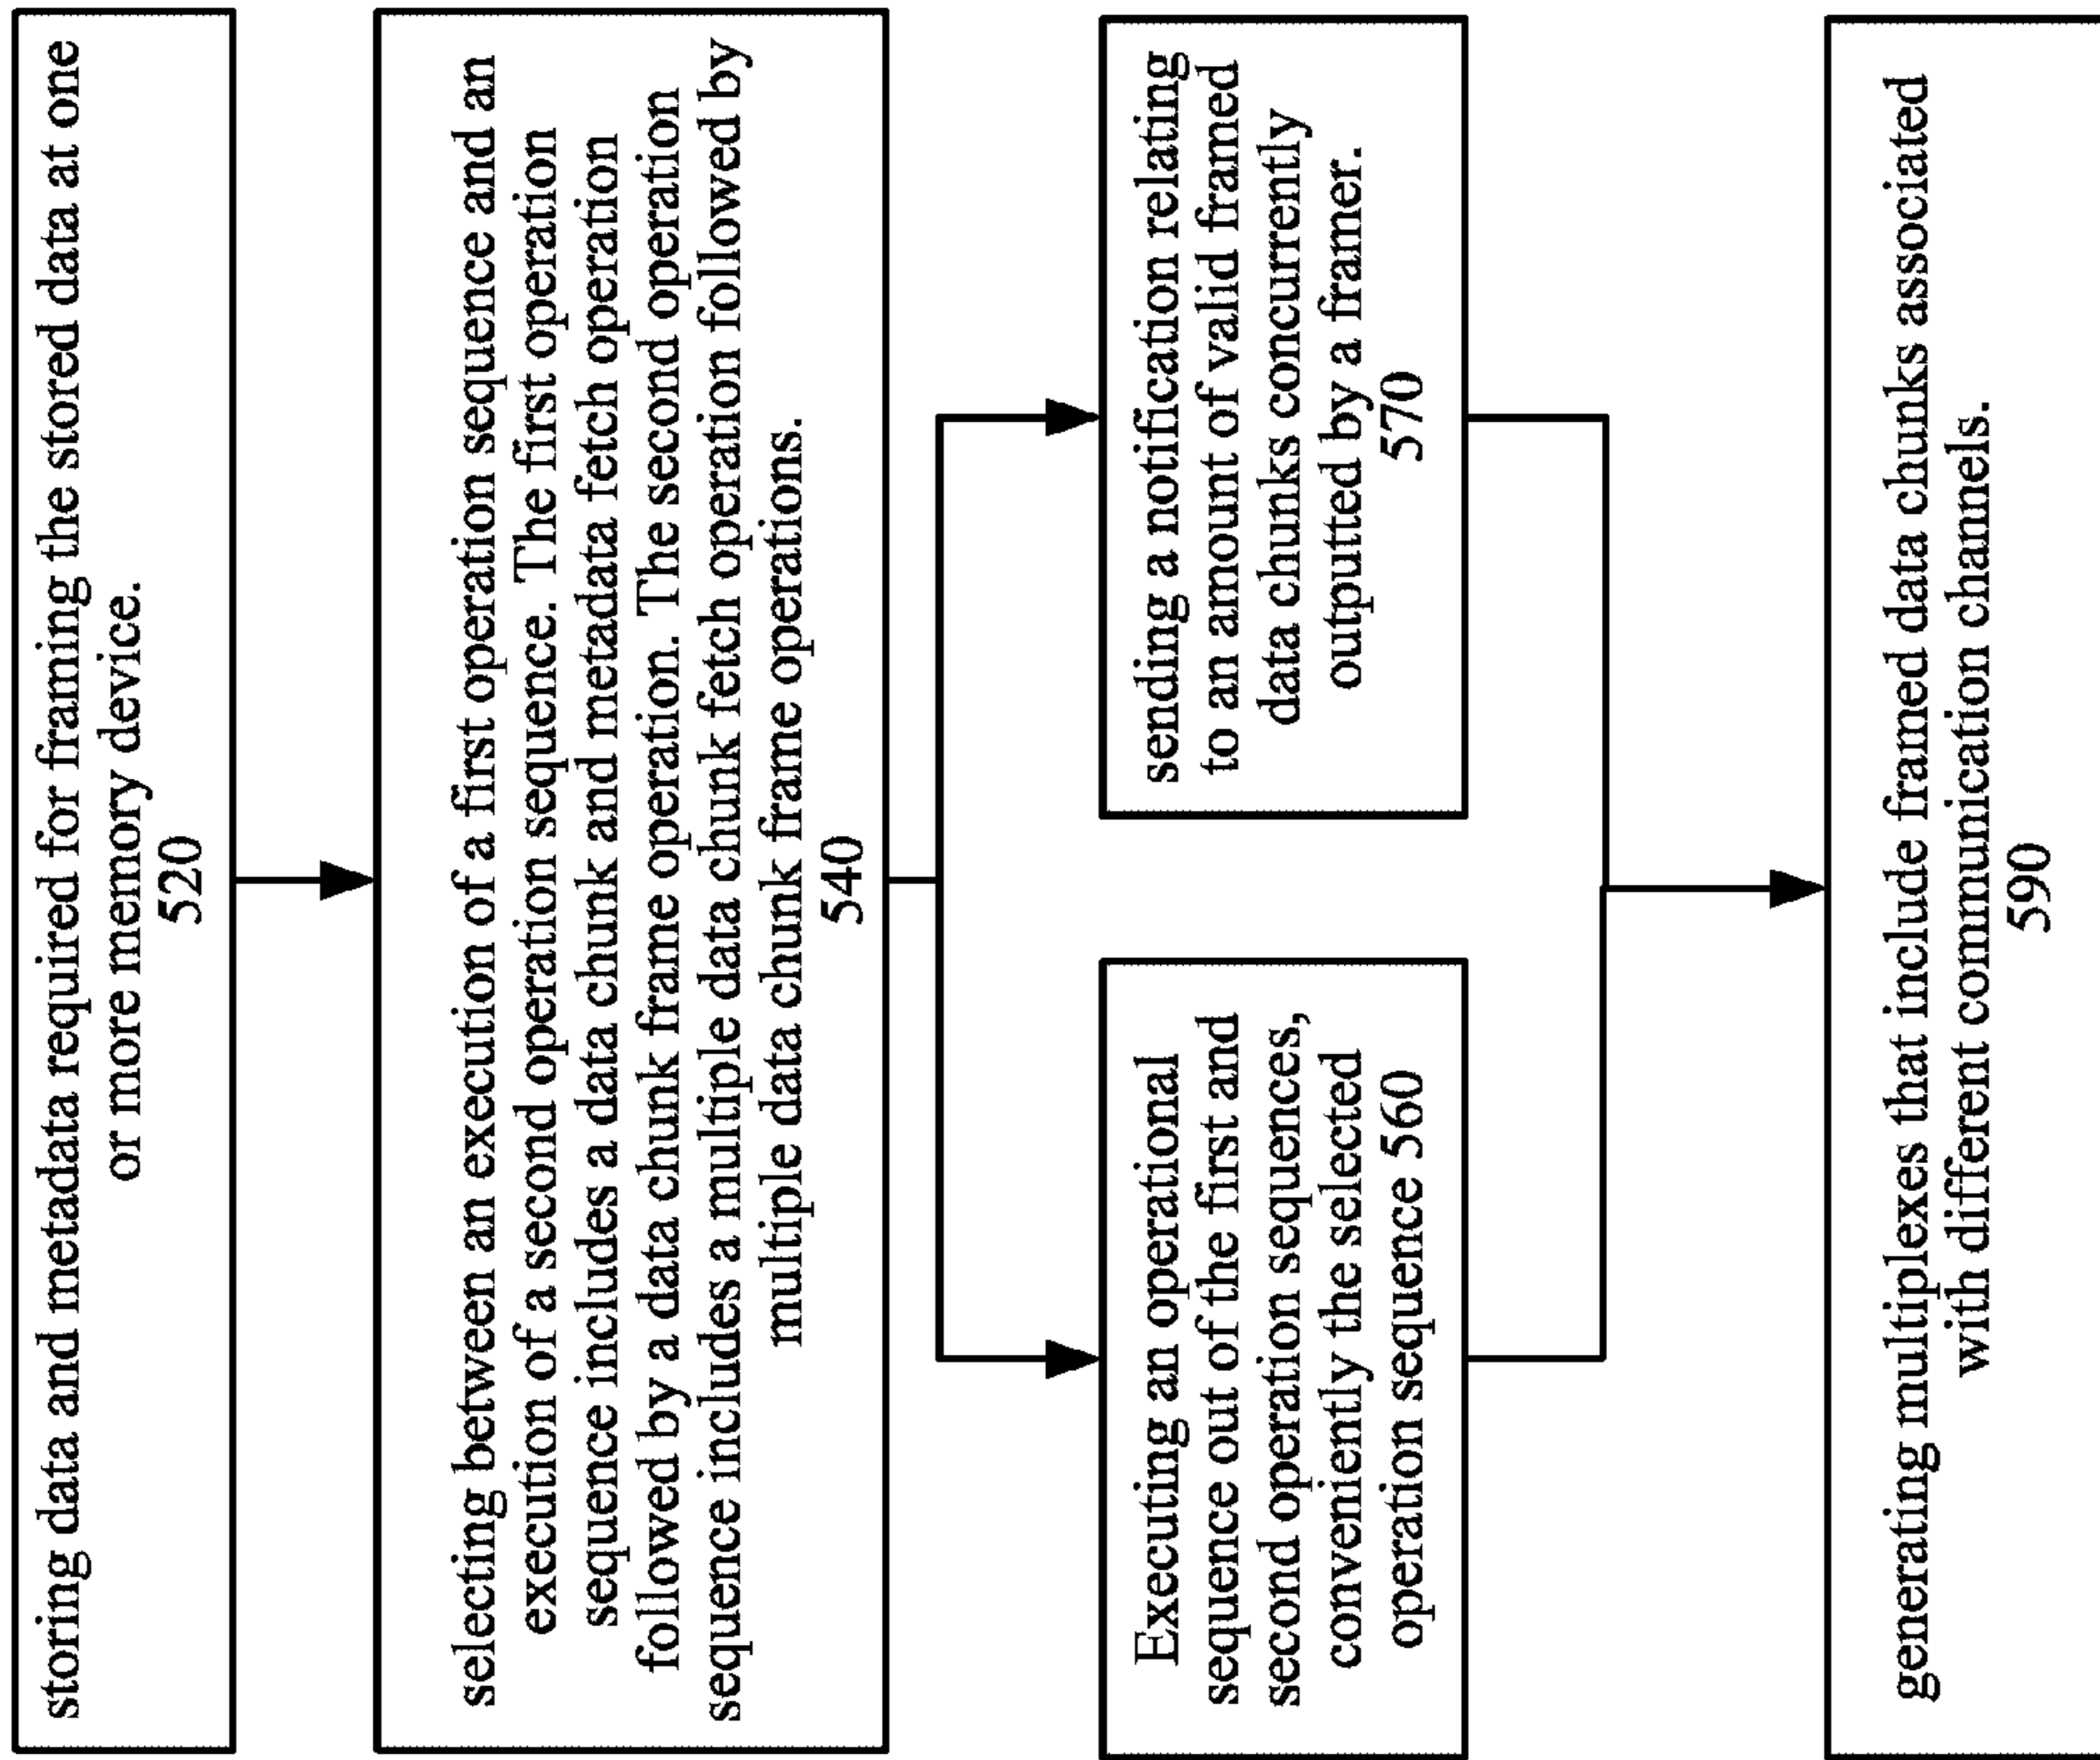 storing data and metadata required for framing the stored data at one
or more memory device.
520
selecting between an execution of a first operation sequence and an
execution of a second operation sequence. The first operation
sequence includes a data chunk and metadata fetch operation
followed by a data chunk frame operation. The second operation
sequence includes a multiple data chunk fetch operation followed by
multiple data chunk frame operations.
540
Executing an operational
sequence out of the first and
second operation sequences,
conveniently the selected
operation sequence 560
sending a notification relating
to an amount of valid framed
data chunks concurrently
outputted by a framer.
570
generating multiplexes that include framed data chunks associated
with different communication channels.
590